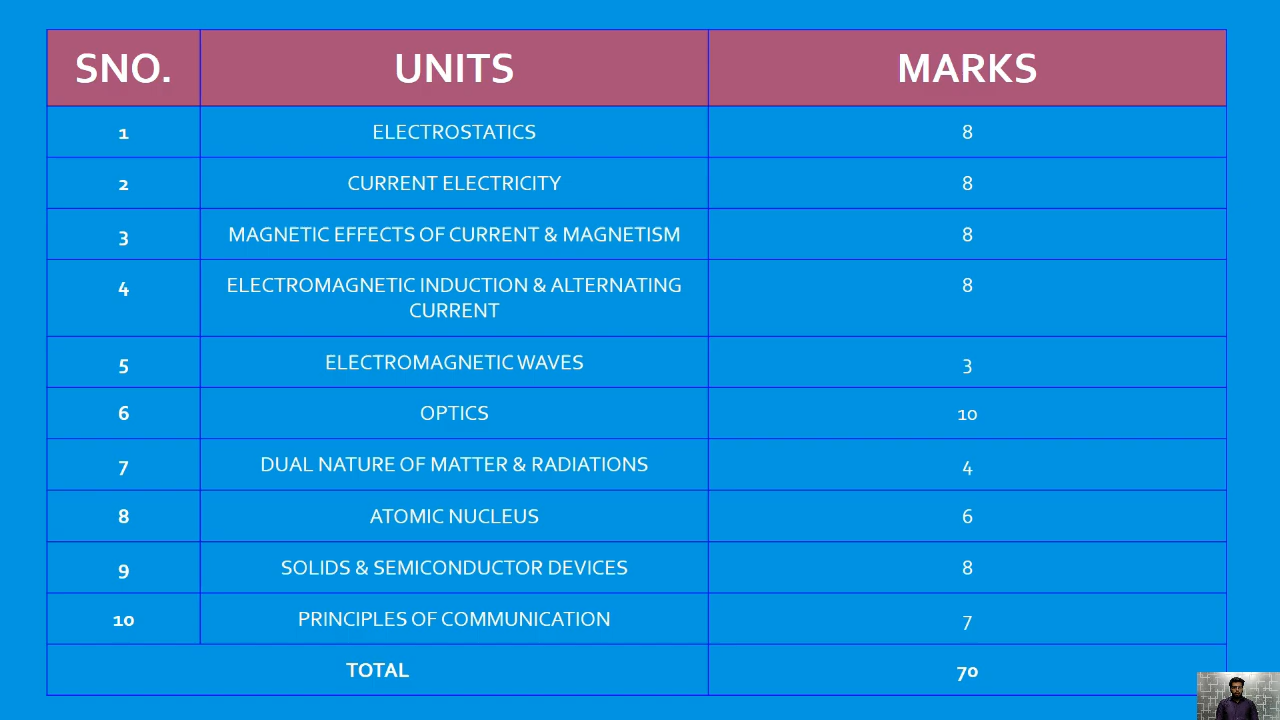 SNO. UNITS MARKS
1 ELECTROSTATICS 8
2 CURRENT ELECTRICITY 8
3 MAGNETIC EFFECTS OF CURRENT & MAGNETISM 8
4 ELECTROMAGNETIC INDUCTION & ALTERNATING 8
CURRENT
5 ELECTROMAGNETIC WAVES 3
6 OPTICS 10
7 DUAL NATURE OF MATTER & RADIATIONS 4
8 ATOMIC NUCLEUS 6
9 SOLIDS & SEMICONDUCTOR DEVICES 8
10 PRINCIPLES OF COMMUNICATION 7
TOTAL 70